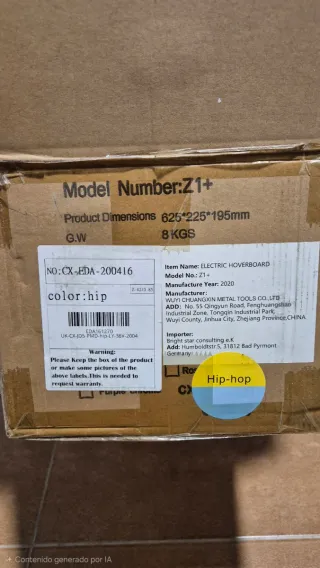 Model Number:Z1+
Product Dimensions 625*225*195mm
G.W 8KGS
NO:CX-EDA-200416
color:hip
EDA161270
Warning:
Please Keep the box of the product
or make some pictures of the
above labels.This is needed to
request warranty.
Item Name: ELECTRIC HOVERBOARD
Model No.: Z1+
Manufacture Year: 2020
Manufacturer:
WUYI CHUANGXIN METAL TOOLS CO.,LTD
ADD: No. 55 Qingyun Road, Fenghuangshan
Industrial Zone, Tongqin Industrial Park,
Wuyi County, Jinhua City, Zhejiang Province,CHINA
Importer:
Bright star consulting e.K
Add: Humboldtstr.5, 31812 Bad Pyrmont
Germany
Hip-hop
+ Contenido generado por IA